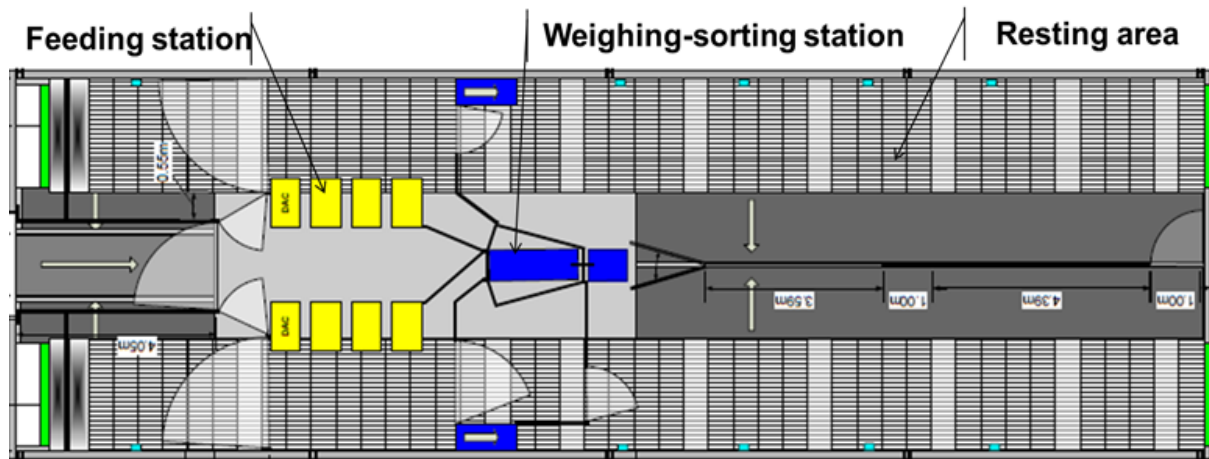 Feeding station
Weighing-sorting station
Resting area
0.55m
DAC
DAC
4.05m
3.59m
1.00m
4.39m
1.00m